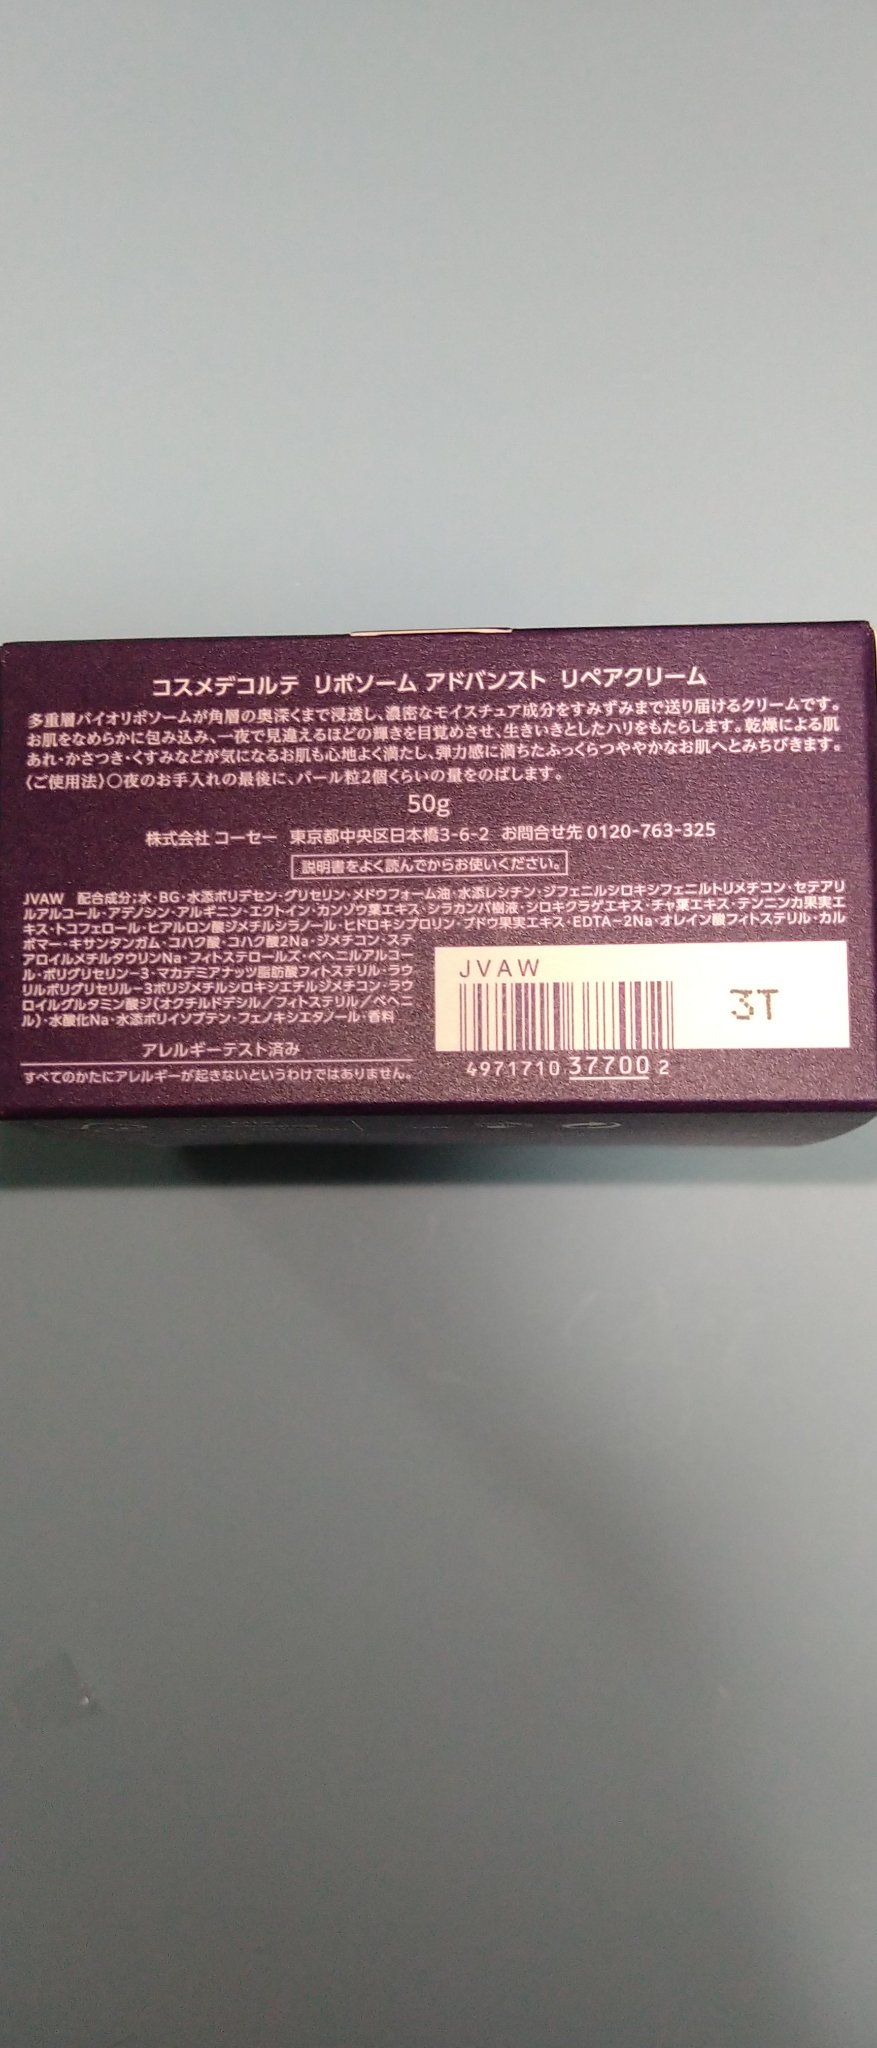 コスメデコルテ リポソーム アドバンスト リペアクリーム
多重層バイオリポソームが角層の奥深くまで浸透し、濃密なモイスチュア成分をすみずみまで送り届けるクリームです。
お肌をなめらかに包み込み、一夜で見違えるほどの輝きを目覚めさせ、生きいきとしたハリをもたらします。乾燥による肌
あれ・かさつき・くすみなどが気になるお肌も心地よく満たし、弾力感に満ちたふっくらつややかなお肌へとみちびきます。
〈ご使用法〉○夜のお手入れの最後に、パール粒2個くらいの量をのばします。
50g
株式会社 コーセー 東京都中央区日本橋3-6-2 お問合せ先 0120-763-325
説明書をよく読んでからお使いください。
JVAW 配合成分；水・BG・水添ポリデセン・グリセリン・メドウフォーム油・水添レシチン・ジフェニルシロキシフェニルトリメチコン・セテアリ
ルアルコール・アデノシン・アルギニン・エクトイン・カンゾウ葉エキス・シラカンバ樹液・シロキクラゲエキス・チャ葉エキス・テンニンカ果実エ
キス・トコフェロール・ヒアルロン酸ジメチルシラノール・ヒドロキシプロリン・ブドウ果実エキス・EDTA-2Na・オレイン酸フィトステリル・カル
ボマー・キサンタンガム・コハク酸・コハク酸2Na・ジメチコン・ステ
アロイルメチルタウリンNa・フィトステロールズ・ベヘニルアルコー
ル・ポリグリセリン-3・マカデミアナッツ脂肪酸フィトステリル・ラウ
リルポリグリセリル-3ポリジメチルシロキシエチルジメチコン・ラウ
ロイルグルタミン酸ジ(オクチルドデシル/フィトステリル/ベヘニ
ル)・水酸化Na・水添ポリイソブテン・フェノキシエタノール・香料
アレルギーテスト済み
すべてのかたにアレルギーが起きないというわけではありません。
JVAW
3T
4971710 37700 2